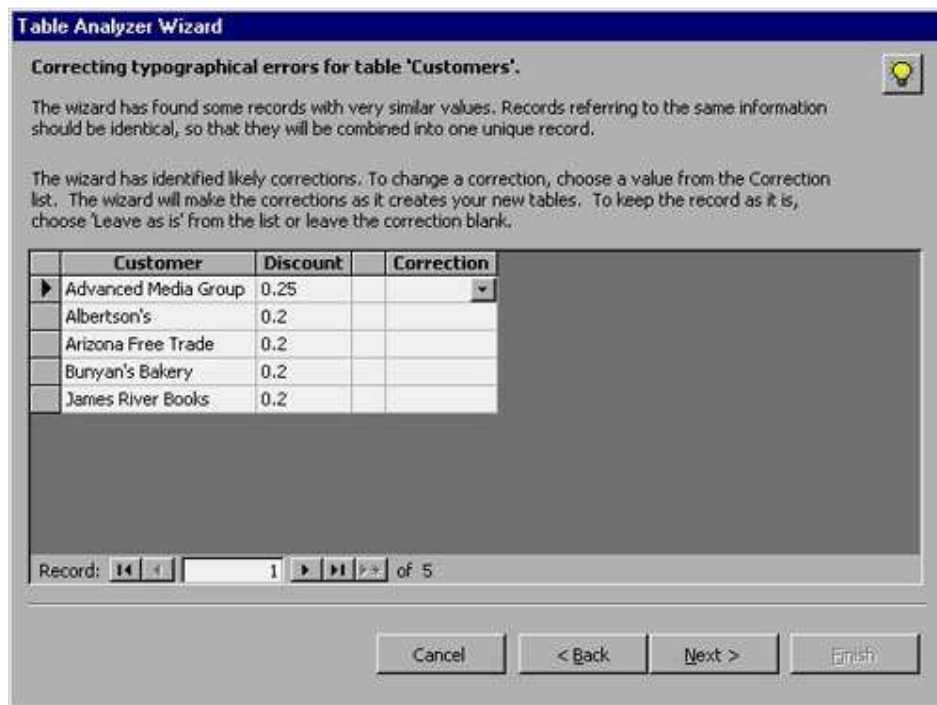 Table Analyzer Wizard
Correcting typographical errors for table 'Customers'.
The wizard has found some records with very similar values. Records referring to the same information
should be identical, so that they will be combined into one unique record.
The wizard has identified likely corrections. To change a correction, choose a value from the Correction
list. The wizard will make the corrections as it creates your new tables. To keep the record as it is,
choose 'Leave as is' from the list or leave the correction blank.
Customer Discount Correction
Advanced Media Group 0.25
Albertson's 0.2
Arizona Free Trade 0.2
Bunyan's Bakery 0.2
James River Books 0.2
Record: 1 of 5
Cancel < Back Next > Finish